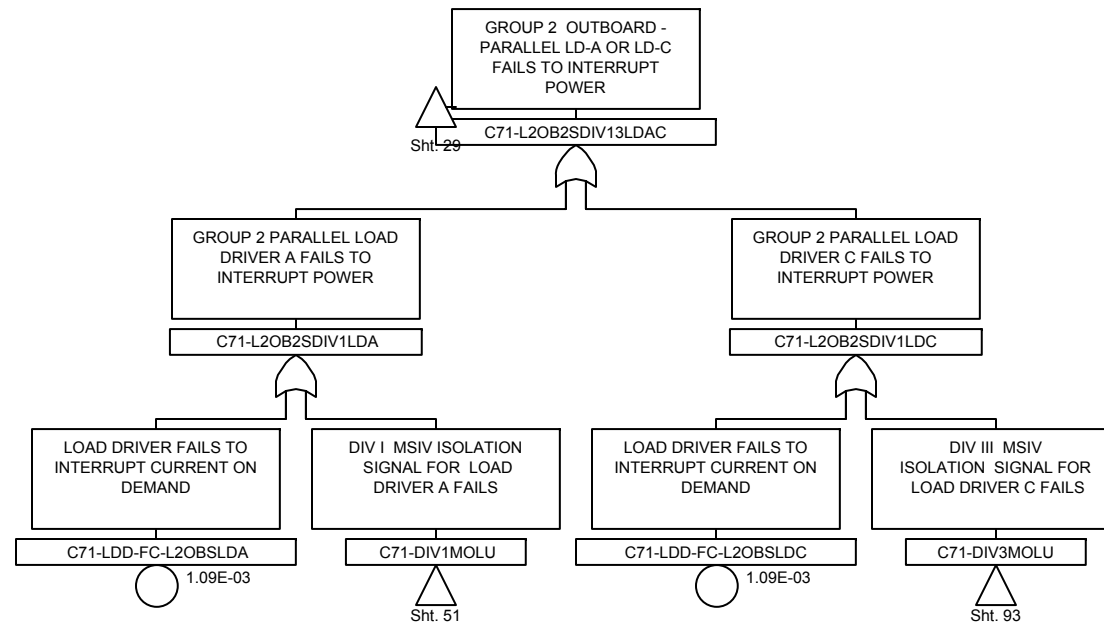 GROUP 2 OUTBOARD -
PARALLEL LD-A OR LD-C
FAILS TO INTERRUPT
POWER
C71-L2OB2SDIV13LDAC
Sht. 29
GROUP 2 PARALLEL LOAD
DRIVER A FAILS TO
INTERRUPT POWER
C71-L2OB2SDIV1LDA
GROUP 2 PARALLEL LOAD
DRIVER C FAILS TO
INTERRUPT POWER
C71-L2OB2SDIV1LDC
LOAD DRIVER FAILS TO
INTERRUPT CURRENT ON
DEMAND
C71-LDD-FC-L2OBSLDA
1.09E-03
DIV I MSIV ISOLATION
SIGNAL FOR LOAD
DRIVER A FAILS
C71-DIV1MOLU
Sht. 51
LOAD DRIVER FAILS TO
INTERRUPT CURRENT ON
DEMAND
C71-LDD-FC-L2OBSLDC
1.09E-03
DIV III MSIV
ISOLATION SIGNAL FOR
LOAD DRIVER C FAILS
C71-DIV3MOLU
Sht. 93